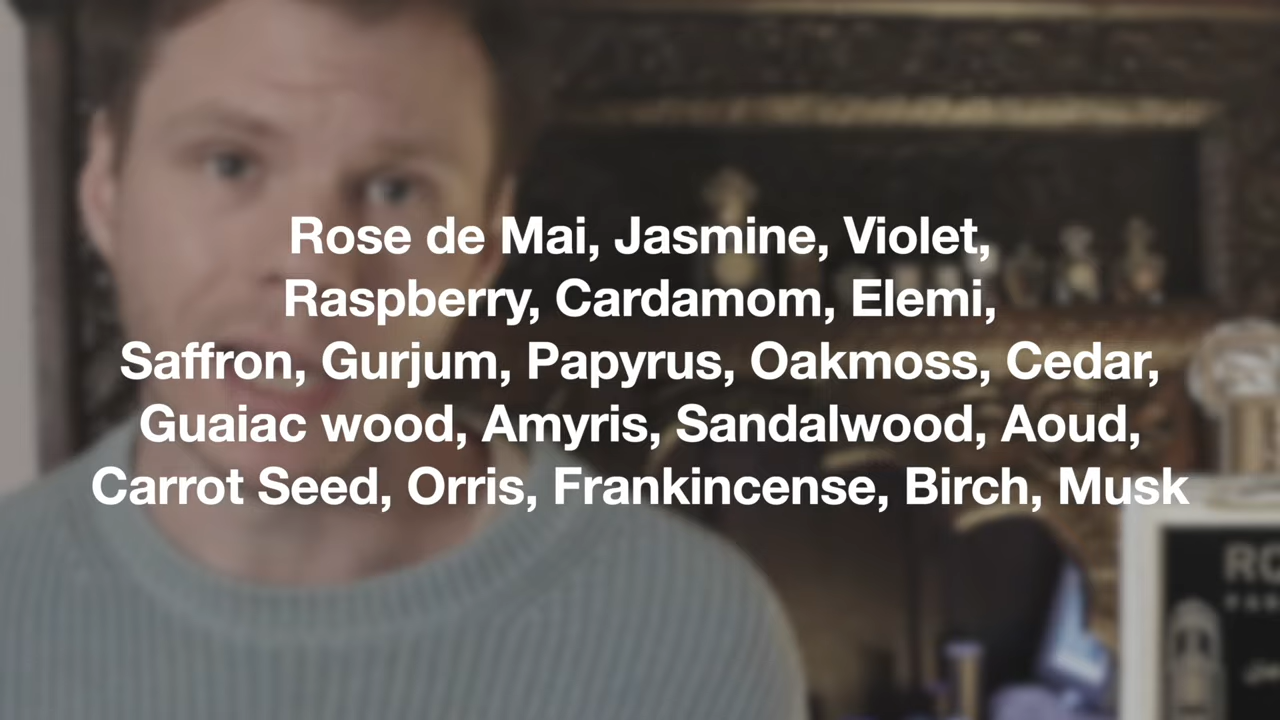 Rose de Mai, Jasmine, Violet,
Raspberry, Cardamom, Elemi,
Saffron, Gurjum, Papyrus, Oakmoss, Cedar,
Guaiac wood, Amyris, Sandalwood, Aoud,
Carrot Seed, Orris, Frankincense, Birch, Musk